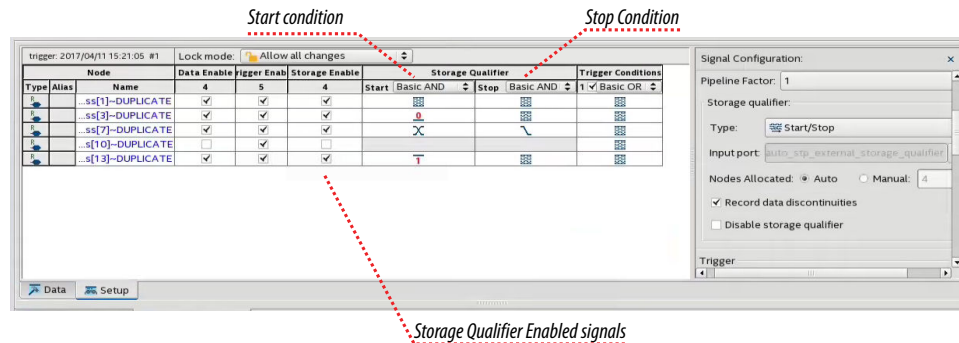 Start condition
Stop Condition
trigger: 2017/04/11 15:21:05 #1
Lock mode:
Allow all changes
Signal Configuration:
×
Node
Data Enable
rigger Enab
Storage Enable
Storage Qualifier
Trigger Conditions
Type
Alias
Name
4
5
4
Start
Basic AND
Stop
Basic AND
1
Basic OR
...ss[1]~DUPLICATE
...ss[3]~DUPLICATE
0
...ss[7]~DUPLICATE
...s[10]~DUPLICATE
...s[13]~DUPLICATE
1
Pipeline Factor: 1
Storage qualifier:
Type:
Start/Stop
Input port:
auto_stp_external_storage_qualifier
Nodes Allocated:
Auto
Manual:
4
Record data discontinuities
Disable storage qualifier
Trigger
Data
Setup
Storage Qualifier Enabled signals